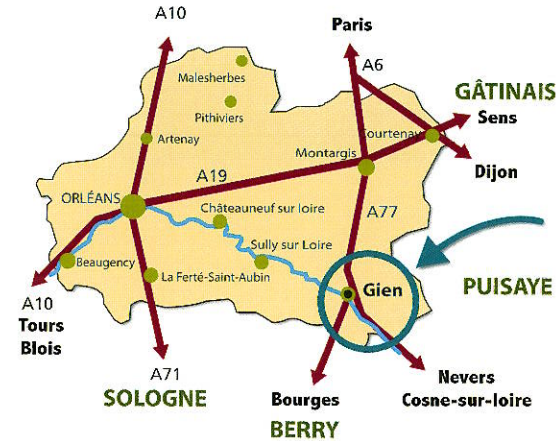 A10
Paris
A6
Malesherbes
GÂTINAIS
Pithiviers
Sens
Courtenay
Artenay
Montargis
Dijon
A19
ORLÉANS
Châteauneuf sur loire
A77
Sully sur Loire
Beaugency
La Ferté-Saint-Aubin
Gien
PUISAYE
A10
Tours
Blois
A71
Nevers
Cosne-sur-loire
SOLOGNE
Bourges
BERRY